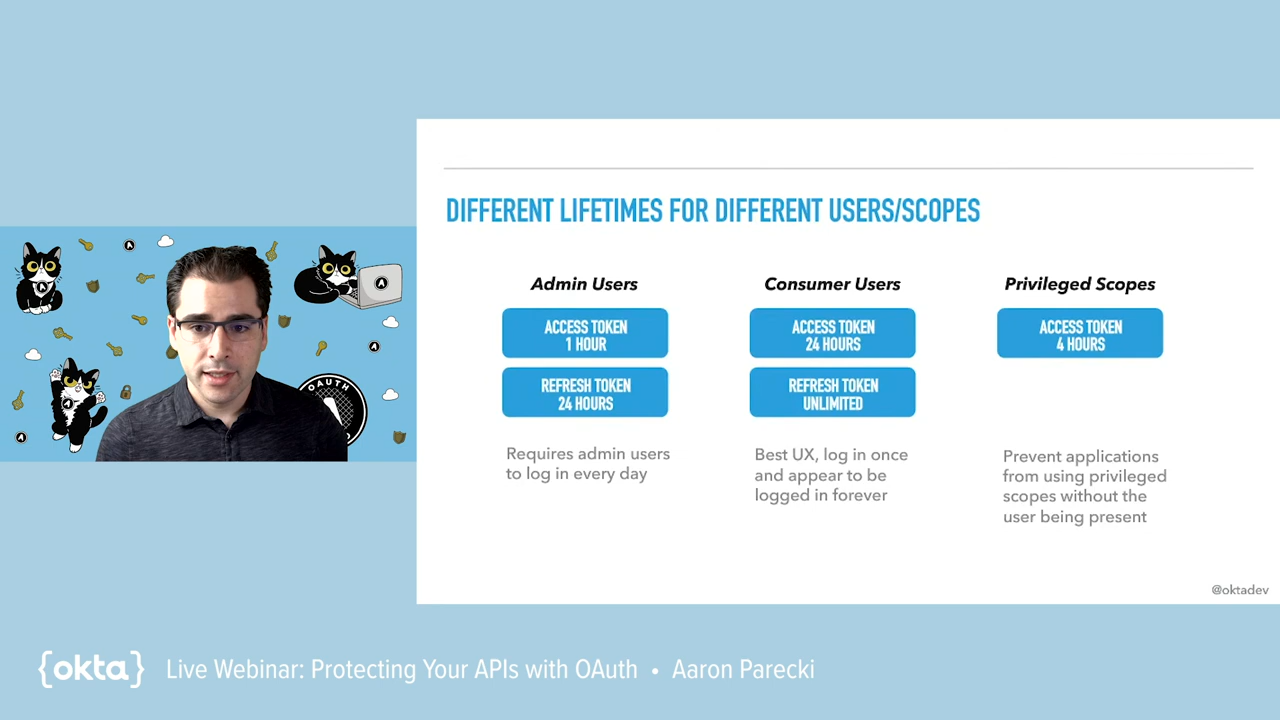 DIFFERENT LIFETIMES FOR DIFFERENT USERS/SCOPES
Admin Users
ACCESS TOKEN
1 HOUR
REFRESH TOKEN
24 HOURS
Requires admin users
to log in every day
Consumer Users
ACCESS TOKEN
24 HOURS
REFRESH TOKEN
UNLIMITED
Best UX, log in once
and appear to be
logged in forever
Privileged Scopes
ACCESS TOKEN
4 HOURS
Prevent applications
from using privileged
scopes without the
user being present
@oktadev
OAUTH
{okta}
Live Webinar: Protecting Your APIs with OAuth • Aaron Parecki